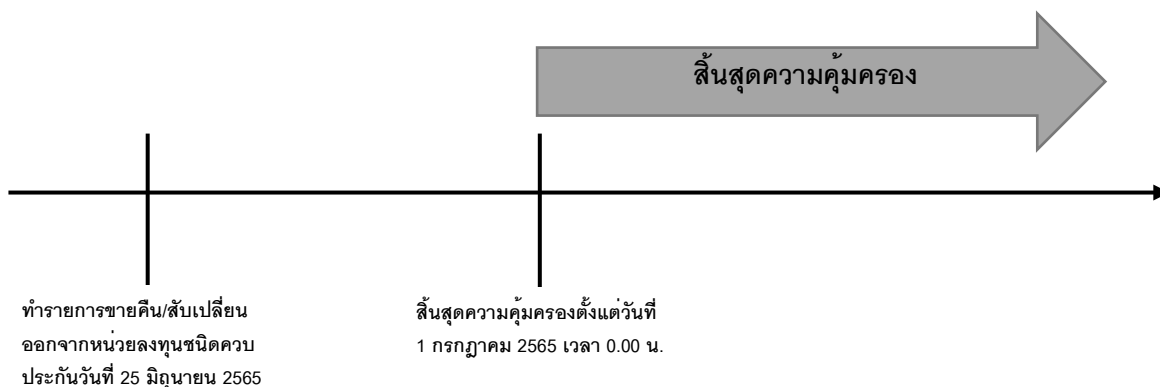 สิ้นสุดความคุ้มครอง
ทำรายการขายคืน/สับเปลี่ยน
ออกจากหน่วยลงทุนชนิดควบ
ประกันวันที่ 25 มิถุนายน 2565
สิ้นสุดความคุ้มครองตั้งแต่วันที่
1 กรกฎาคม 2565 เวลา 0.00 น.